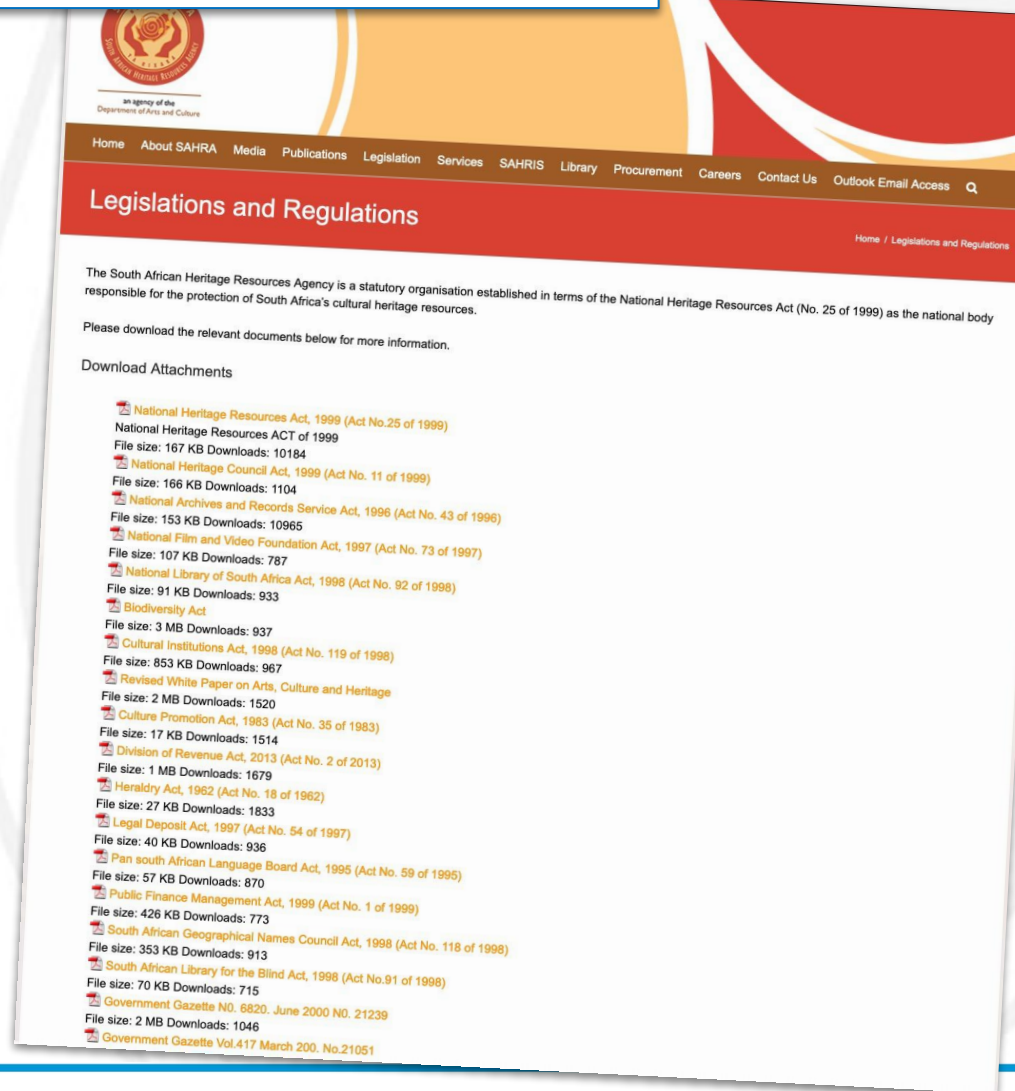 SOUTH AFRICAN HERITAGE RESOURCES AGENCY
an agency of the
Department of Arts and Culture
Home About SAHRA Media Publications Legislation Services SAHRIS Library Procurement Careers Contact Us Outlook Email Access
Legislations and Regulations
Home / Legislations and Regulations
The South African Heritage Resources Agency is a statutory organisation established in terms of the National Heritage Resources Act (No. 25 of 1999) as the national body
responsible for the protection of South Africa's cultural heritage resources.
Please download the relevant documents below for more information.
Download Attachments
National Heritage Resources Act, 1999 (Act No.25 of 1999)
National Heritage Resources ACT of 1999
File size: 167 KB Downloads: 10184
National Heritage Council Act, 1999 (Act No. 11 of 1999)
File size: 166 KB Downloads: 1104
National Archives and Records Service Act, 1996 (Act No. 43 of 1996)
File size: 153 KB Downloads: 10965
National Film and Video Foundation Act, 1997 (Act No. 73 of 1997)
File size: 107 KB Downloads: 787
National Library of South Africa Act, 1998 (Act No. 92 of 1998)
File size: 91 KB Downloads: 933
Biodiversity Act
File size: 3 MB Downloads: 937
Cultural Institutions Act, 1998 (Act No. 119 of 1998)
File size: 853 KB Downloads: 967
Revised White Paper on Arts, Culture and Heritage
File size: 2 MB Downloads: 1520
Culture Promotion Act, 1983 (Act No. 35 of 1983)
File size: 17 KB Downloads: 1514
Division of Revenue Act, 2013 (Act No. 2 of 2013)
File size: 1 MB Downloads: 1679
Heraldry Act, 1962 (Act No. 18 of 1962)
File size: 27 KB Downloads: 1833
Legal Deposit Act, 1997 (Act No. 54 of 1997)
File size: 40 KB Downloads: 936
Pan south African Language Board Act, 1995 (Act No. 59 of 1995)
File size: 57 KB Downloads: 870
Public Finance Management Act, 1999 (Act No. 1 of 1999)
File size: 426 KB Downloads: 773
South African Geographical Names Council Act, 1998 (Act No. 118 of 1998)
File size: 353 KB Downloads: 913
South African Library for the Blind Act, 1998 (Act No.91 of 1998)
File size: 70 KB Downloads: 715
Government Gazette N0. 6820. June 2000 N0. 21239
File size: 2 MB Downloads: 1046
Government Gazette Vol.417 March 200. No.21051